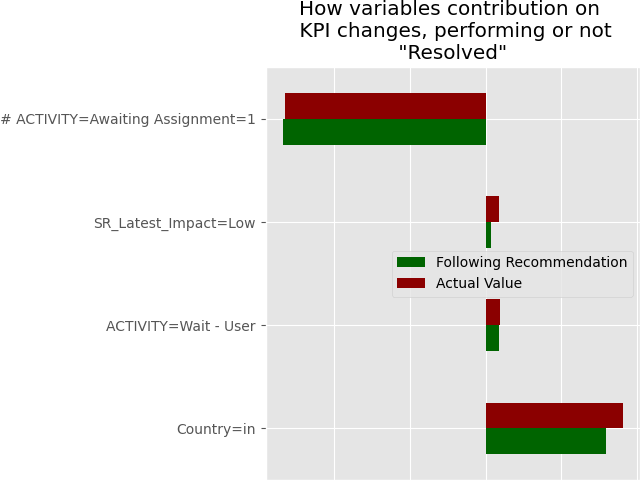 How variables contribution on
KPI changes, performing or not
"Resolved"
# ACTIVITY=Awaiting Assignment=1
SR_Latest_Impact=Low
Following Recommendation
Actual Value
ACTIVITY=Wait - User
Country=in